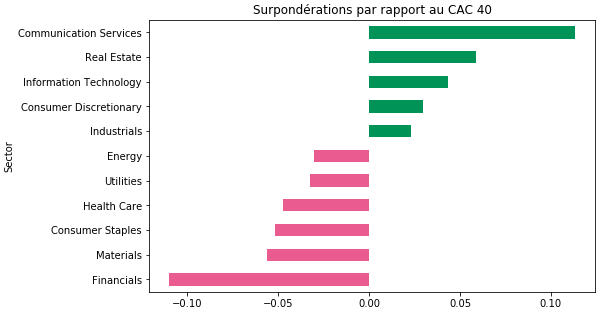 Surpondérations par rapport au CAC 40
Communication Services
Real Estate
Information Technology
Consumer Discretionary
Industrials
Energy
Utilities
Health Care
Consumer Staples
Materials
Financials
Sector
−0.10
−0.05
0.00
0.05
0.10